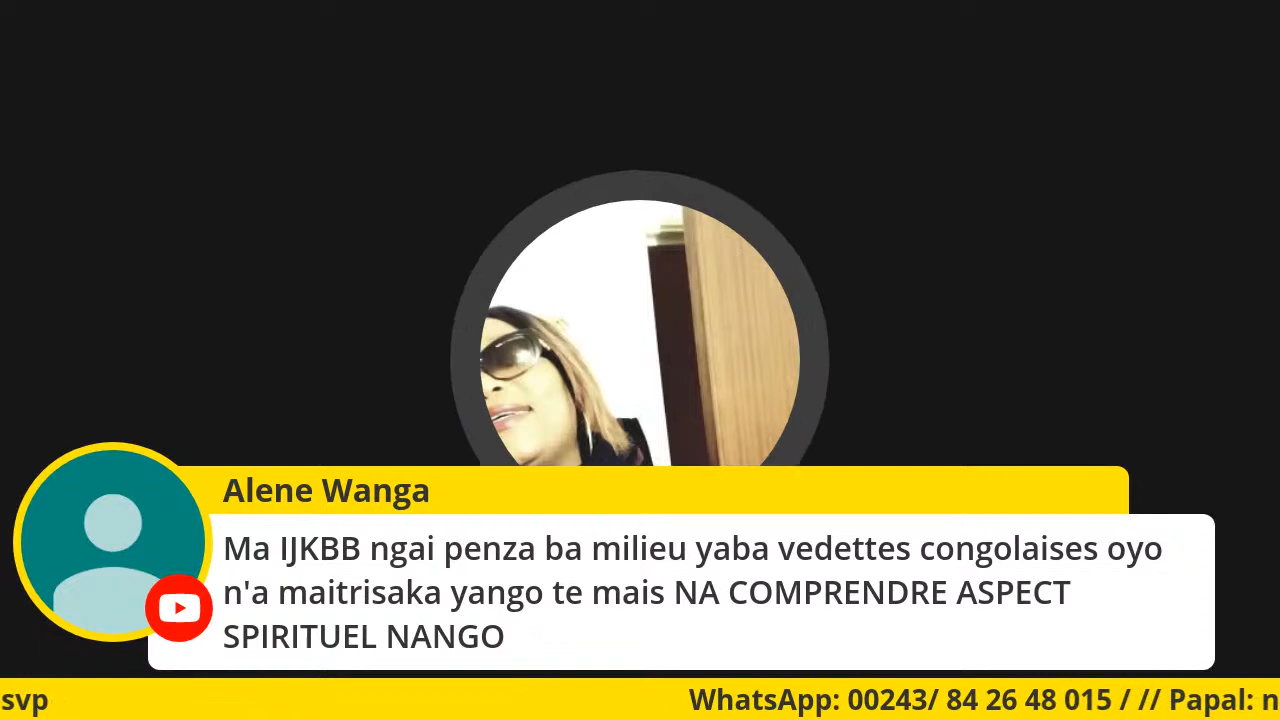 Alene Wanga
Ma IJKBB ngai penza ba milieu yaba vedettes congolaises oyo
n'a maitrisaka yango te mais NA COMPRENDRE ASPECT
SPIRITUEL NANGO
svp WhatsApp: 00243/ 84 26 48 015 / // Papal: n